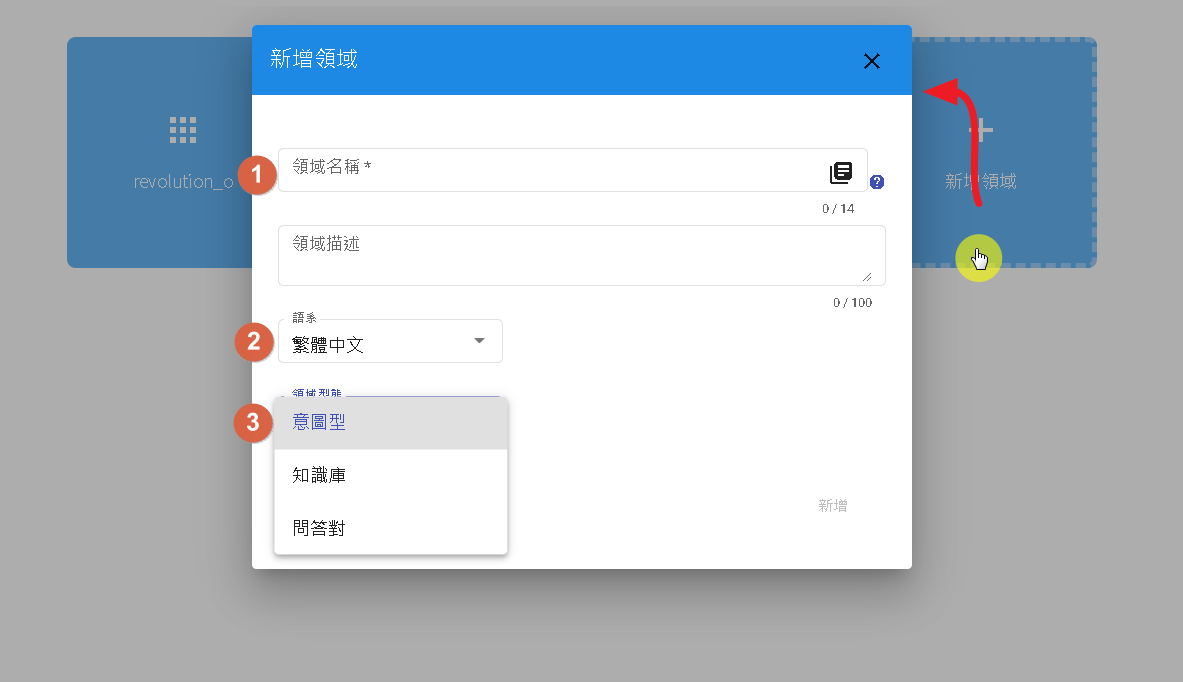 新增領域
1
領域名稱 *
?
revolution_o
新增領域
0 / 14
領域描述
0 / 100
語系
2
繁體中文
領域型態
3
意圖型
知識庫
新增
問答對